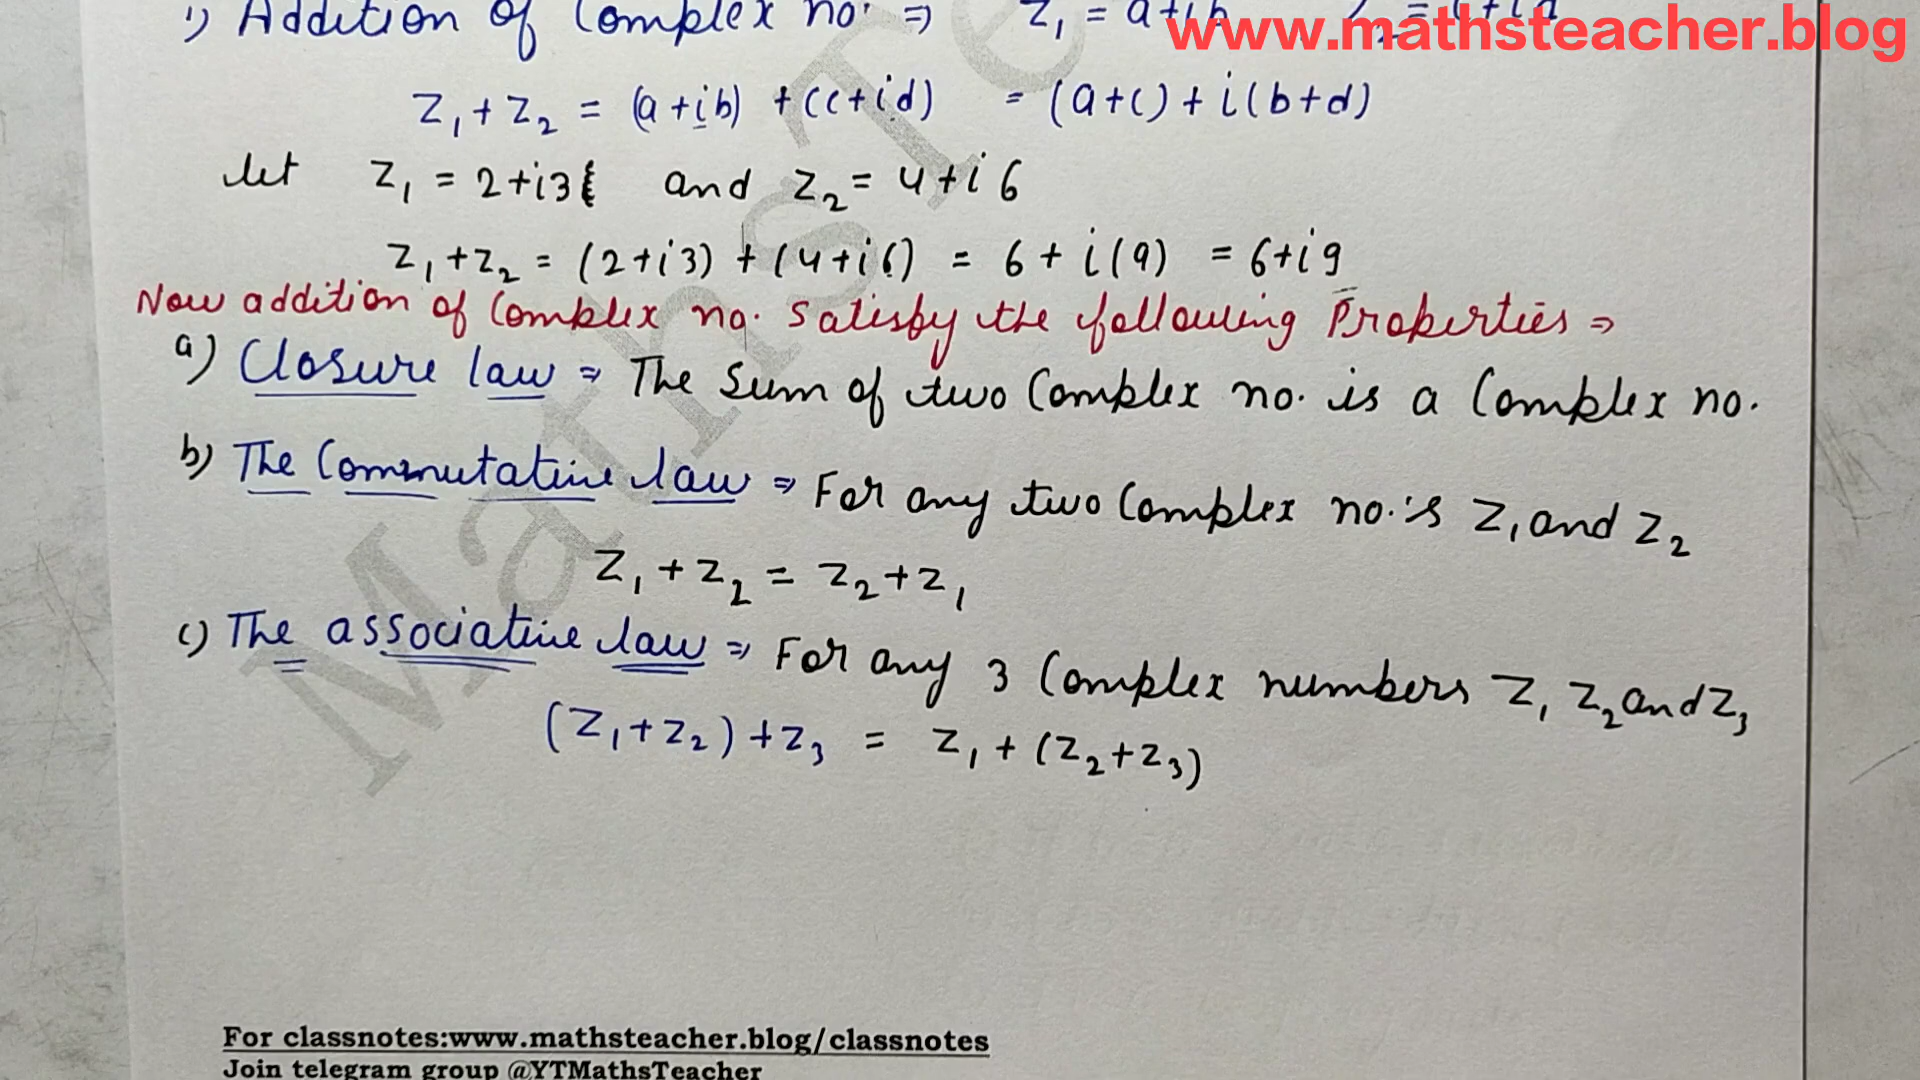 1) Addition of Complex no. ⇒ Z₁ = a+ib Z₂ = c+id
www.mathsteacher.blog
Z₁ + Z₂ = (a+ib) + (c+id) = (a+c) + i(b+d)
let Z₁ = 2+i3 and Z₂ = 4+i6
Z₁+Z₂ = (2+i3) + (4+i6) = 6 + i(9) = 6+i9
Now addition of Complex no. Satisfy the following Properties ⇒
a) Closure law ⇒ The Sum of two Complex no. is a Complex no.
b) The Commutative law ⇒ For any two Complex no.'s Z₁ and Z₂
Z₁ + Z₂ = Z₂ + Z₁
c) The associative law ⇒ For any 3 Complex numbers Z₁ Z₂ and Z₃
(Z₁+Z₂) + Z₃ = Z₁ + (Z₂+Z₃)
MathsTe
For classnotes:www.mathsteacher.blog/classnotes
Join telegram group @YTMathsTeacher